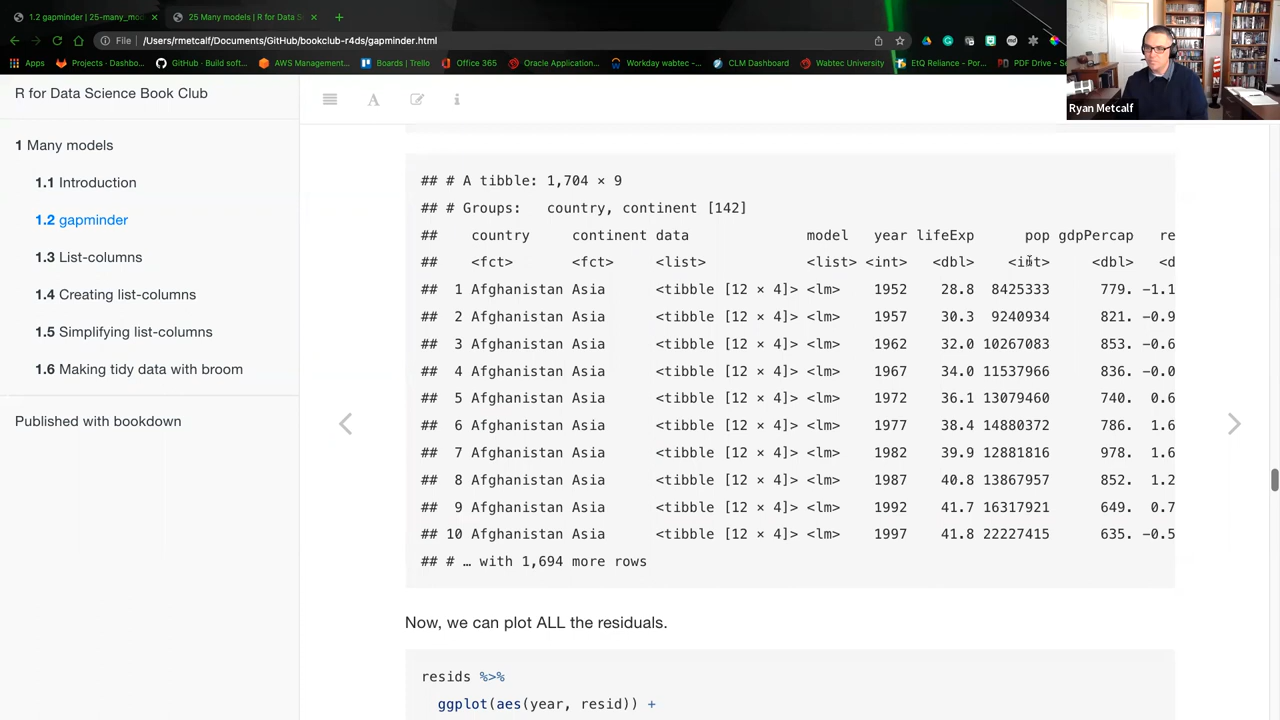 1.2 gapminder | 25-many_mod
25 Many models | R for Data S
File | /Users/rmetcalf/Documents/GitHub/bookclub-r4ds/gapminder.html
Apps Projects · Dashbo... GitHub · Build soft... AWS Management... Boards | Trello Office 365 Oracle Application... Workday wabtec -... CLM Dashboard Wabtec University EtQ Reliance - Por... PDF Drive - Se
Ryan Metcalf
R for Data Science Book Club
1 Many models
1.1 Introduction
1.2 gapminder
1.3 List-columns
1.4 Creating list-columns
1.5 Simplifying list-columns
1.6 Making tidy data with broom
Published with bookdown
## # A tibble: 1,704 × 9
## # Groups: country, continent [142]
## country continent data model year lifeExp pop gdpPercap re
## <fct> <fct> <list> <list> <int> <dbl> <int> <dbl> <d
## 1 Afghanistan Asia <tibble [12 × 4]> <lm> 1952 28.8 8425333 779. -1.1
## 2 Afghanistan Asia <tibble [12 × 4]> <lm> 1957 30.3 9240934 821. -0.9
## 3 Afghanistan Asia <tibble [12 × 4]> <lm> 1962 32.0 10267083 853. -0.6
## 4 Afghanistan Asia <tibble [12 × 4]> <lm> 1967 34.0 11537966 836. -0.0
## 5 Afghanistan Asia <tibble [12 × 4]> <lm> 1972 36.1 13079460 740. 0.6
## 6 Afghanistan Asia <tibble [12 × 4]> <lm> 1977 38.4 14880372 786. 1.6
## 7 Afghanistan Asia <tibble [12 × 4]> <lm> 1982 39.9 12881816 978. 1.6
## 8 Afghanistan Asia <tibble [12 × 4]> <lm> 1987 40.8 13867957 852. 1.2
## 9 Afghanistan Asia <tibble [12 × 4]> <lm> 1992 41.7 16317921 649. 0.7
## 10 Afghanistan Asia <tibble [12 × 4]> <lm> 1997 41.8 22227415 635. -0.5
## # … with 1,694 more rows
Now, we can plot ALL the residuals.
resids %>%
ggplot(aes(year, resid)) +